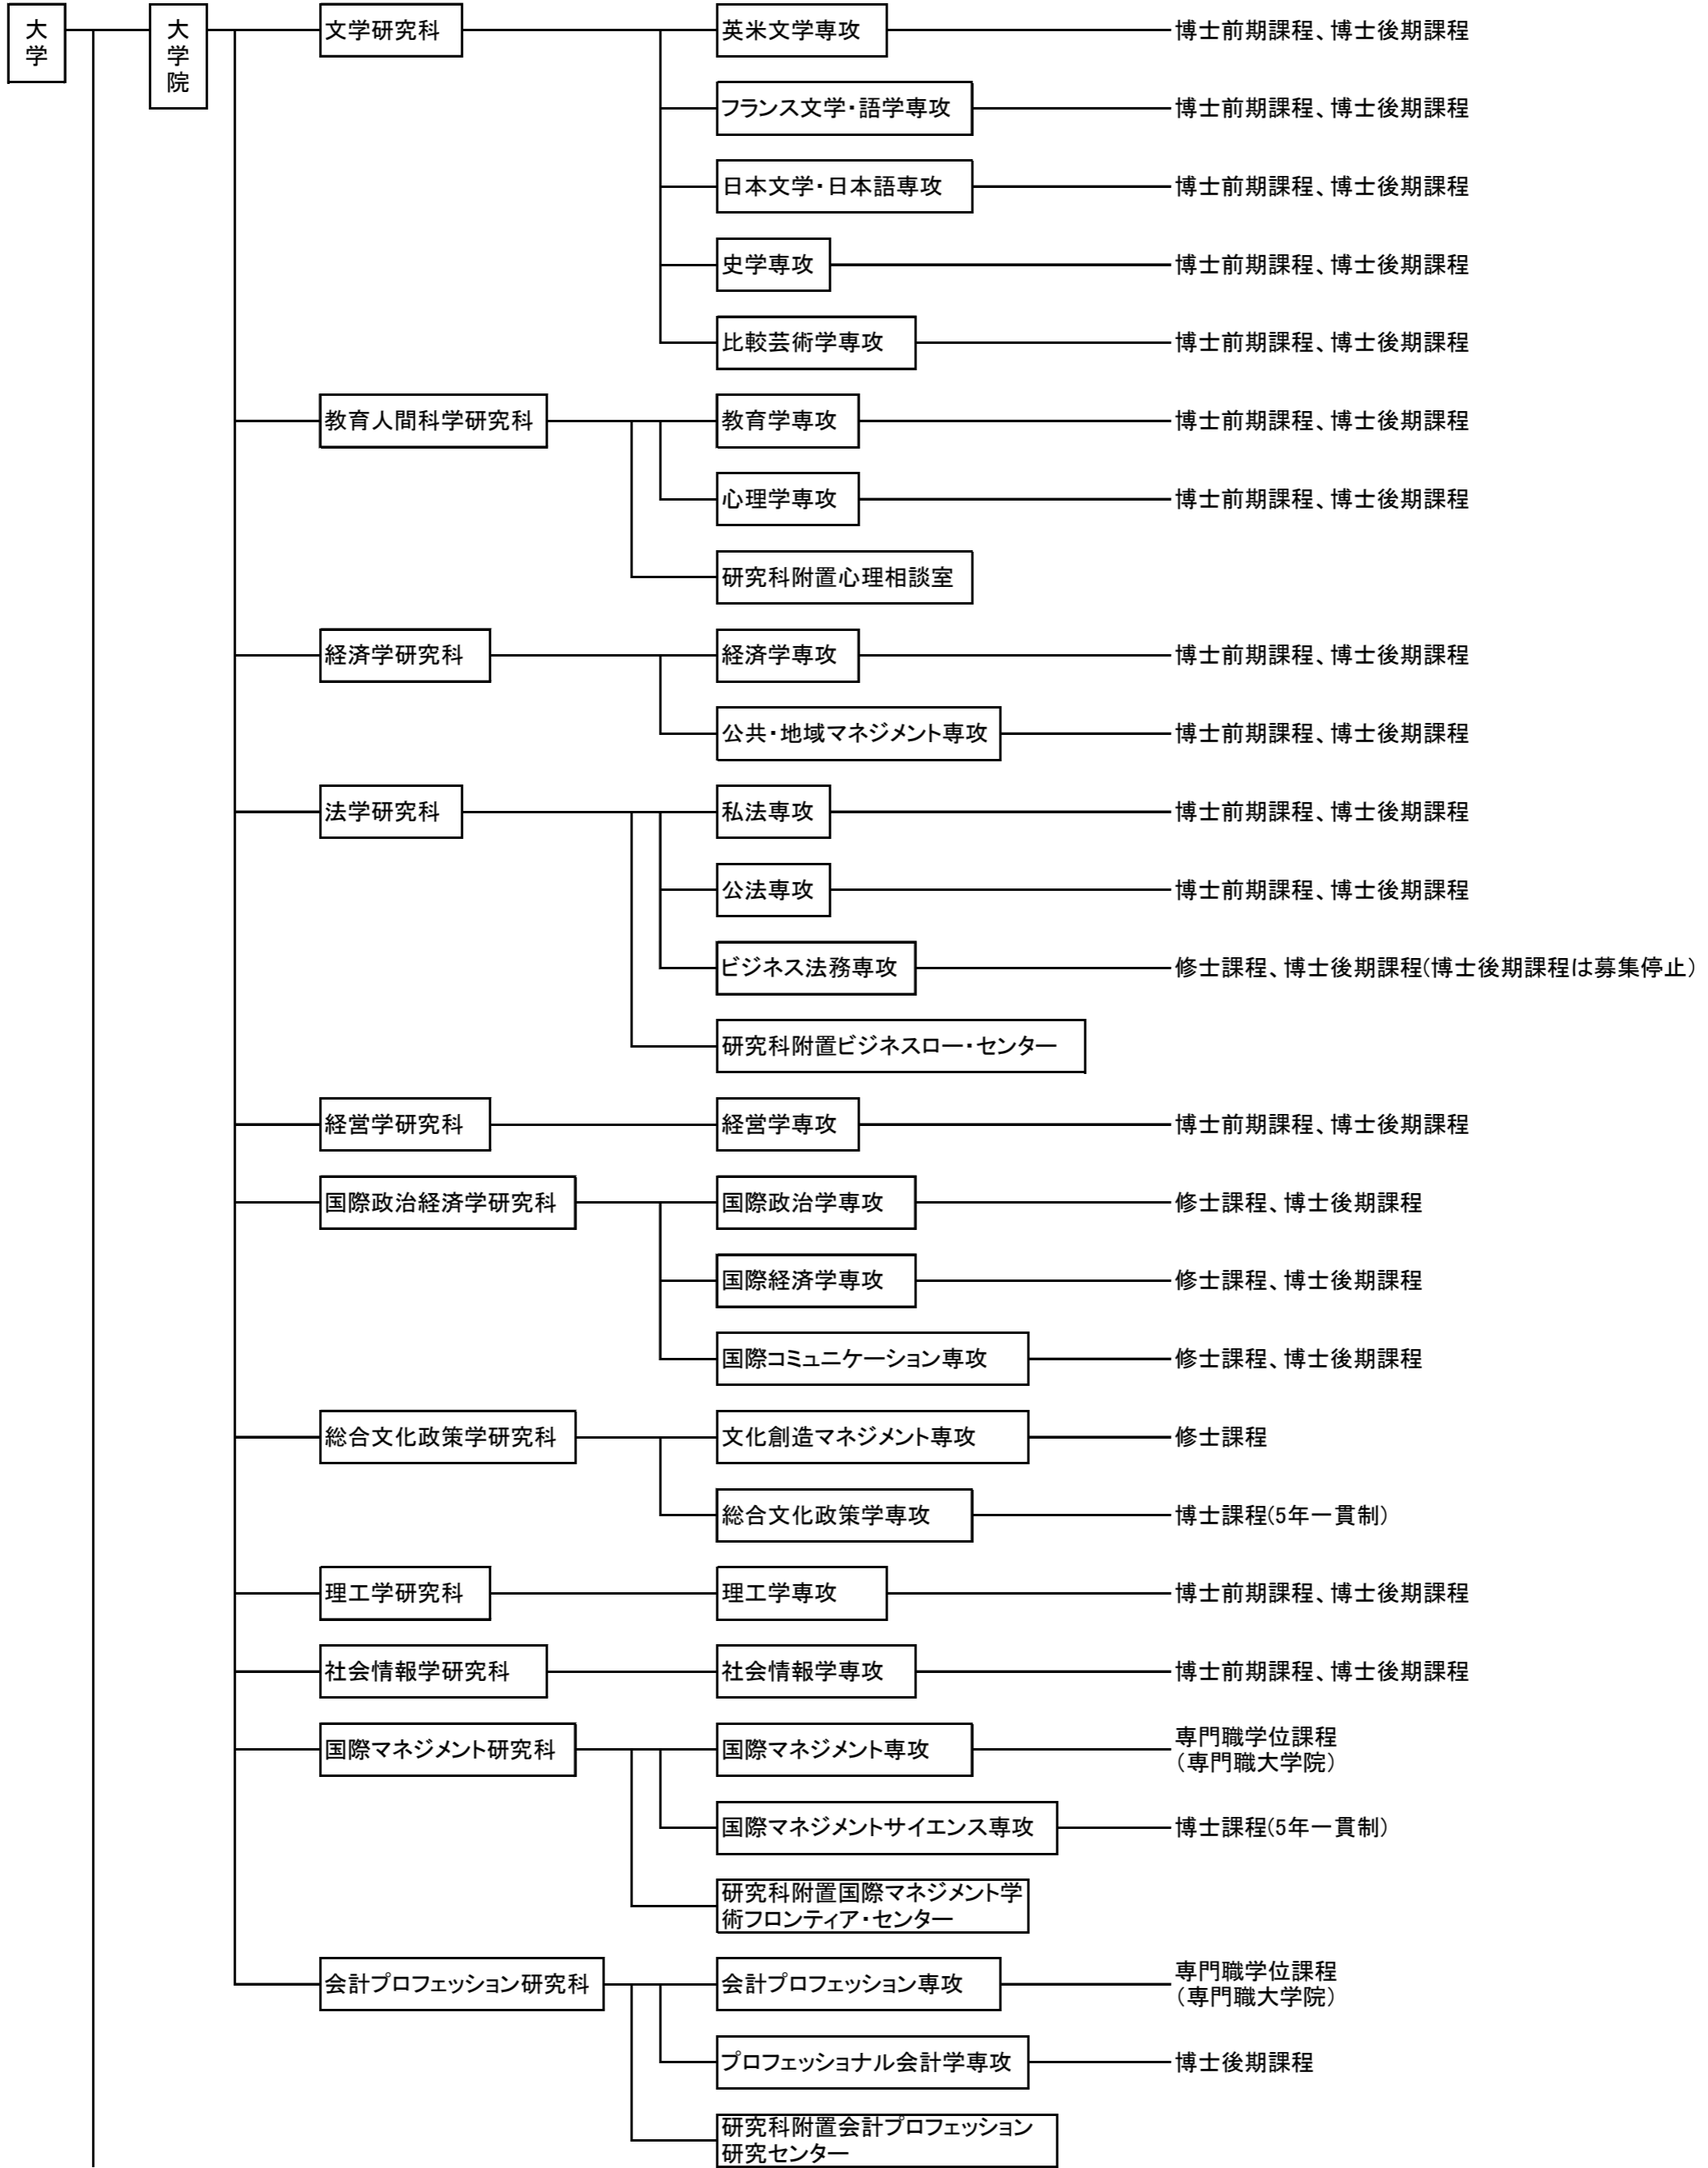 大学
大学院
文学研究科
英米文学専攻
博士前期課程、博士後期課程
フランス文学・語学専攻
博士前期課程、博士後期課程
日本文学・日本語専攻
博士前期課程、博士後期課程
史学専攻
博士前期課程、博士後期課程
比較芸術学専攻
博士前期課程、博士後期課程
教育人間科学研究科
教育学専攻
博士前期課程、博士後期課程
心理学専攻
博士前期課程、博士後期課程
研究科附置心理相談室
経済学研究科
経済学専攻
博士前期課程、博士後期課程
公共・地域マネジメント専攻
博士前期課程、博士後期課程
法学研究科
私法専攻
博士前期課程、博士後期課程
公法専攻
博士前期課程、博士後期課程
ビジネス法務専攻
修士課程、博士後期課程(博士後期課程は募集停止)
研究科附置ビジネスロー・センター
経営学研究科
経営学専攻
博士前期課程、博士後期課程
国際政治経済学研究科
国際政治学専攻
修士課程、博士後期課程
国際経済学専攻
修士課程、博士後期課程
国際コミュニケーション専攻
修士課程、博士後期課程
総合文化政策学研究科
文化創造マネジメント専攻
修士課程
総合文化政策学専攻
博士課程(5年一貫制)
理工学研究科
理工学専攻
博士前期課程、博士後期課程
社会情報学研究科
社会情報学専攻
博士前期課程、博士後期課程
国際マネジメント研究科
国際マネジメント専攻
専門職学位課程
(専門職大学院)
国際マネジメントサイエンス専攻
博士課程(5年一貫制)
研究科附置国際マネジメント学
術フロンティア・センター
会計プロフェッション研究科
会計プロフェッション専攻
専門職学位課程
(専門職大学院)
プロフェッショナル会計学専攻
博士後期課程
研究科附置会計プロフェッション
研究センター